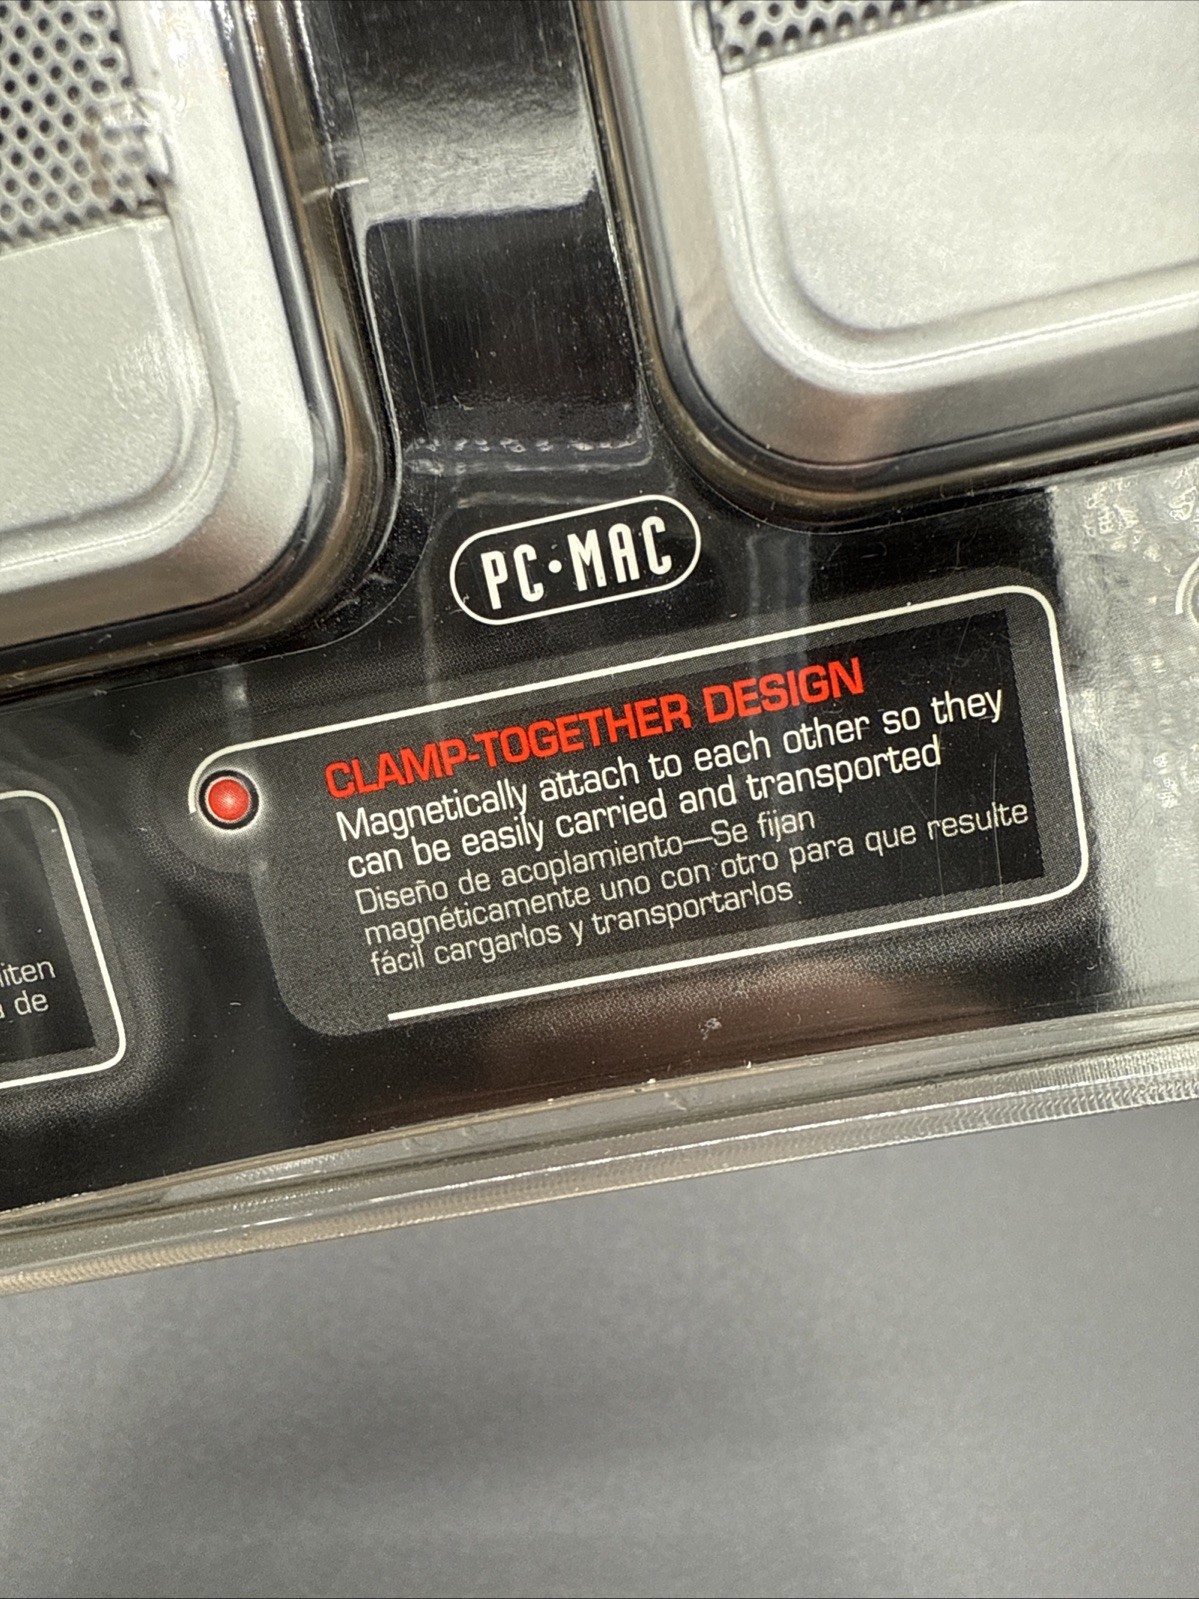 PC·MAC
CLAMP-TOGETHER DESIGN
Magnetically attach to each other so they
can be easily carried and transported
Diseño de acoplamiento—Se fijan
magnéticamente uno con otro para que resulte
fácil cargarlos y transportarlos.
de